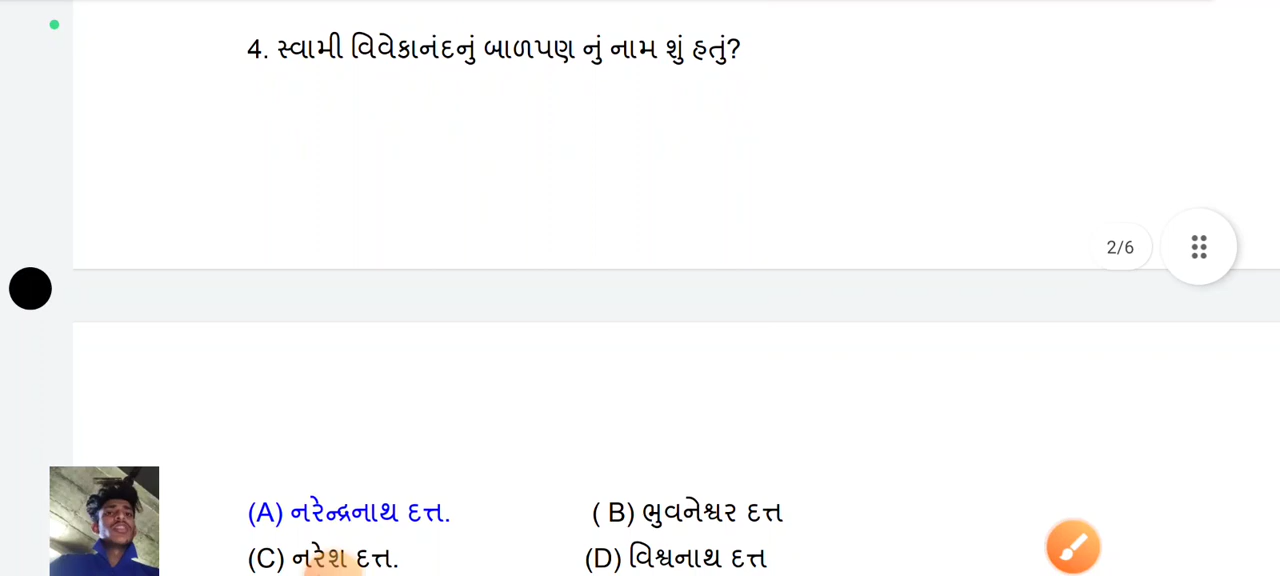 4. સ્વામી વિવેકાનંદનું બાળપણ નું નામ શું હતું?
2/6
(A) નરેન્દ્રનાથ દત્ત. ( B) ભુવનેશ્વર દત્ત
(C) નરેશ દત્ત. (D) વિશ્વનાથ દત્ત